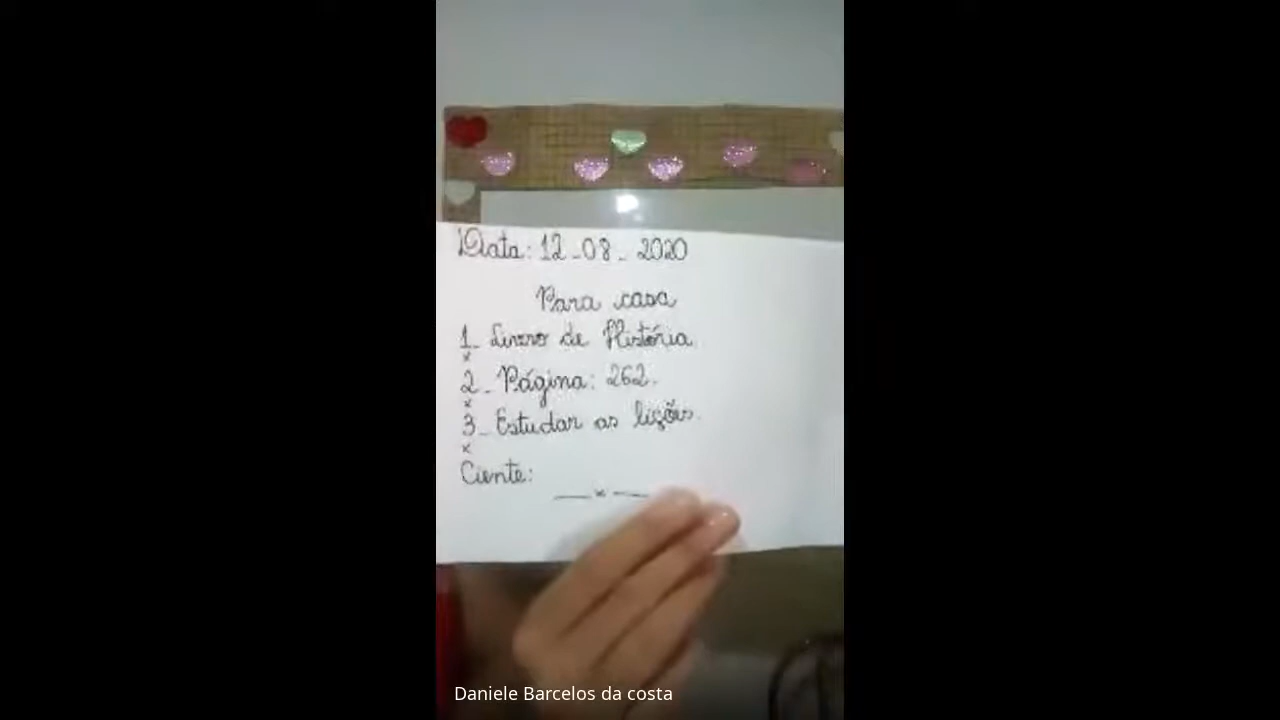 Data: 12-08-2020
Para casa
1- Livro de História.
x
2- Página: 262.
x
3- Estudar as lições.
x
Ciente:
—x—
Daniele Barcelos da costa